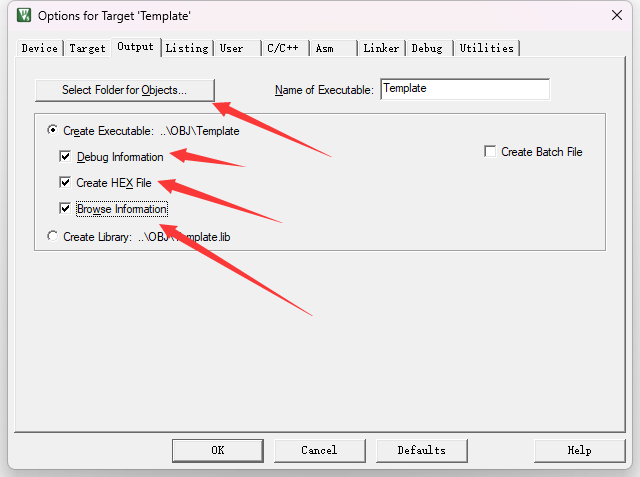 Options for Target 'Template'
Device Target Output Listing User C/C++ Asm Linker Debug Utilities
Select Folder for Objects... Name of Executable: Template
Create Executable: ..\OBJ\Template
Debug Information Create Batch File
Create HEX File
Browse Information
Create Library: ..\OBJ\Template.lib
OK Cancel Defaults Help